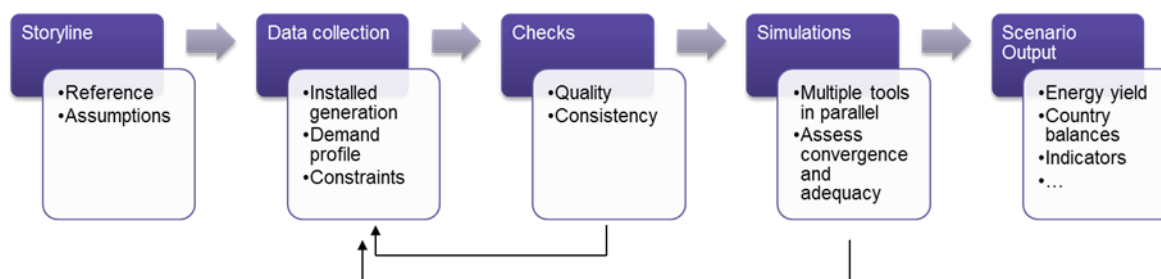 Storyline
•Reference
•Assumptions
Data collection
•Installed
generation
•Demand
profile
•Constraints
Checks
•Quality
•Consistency
Simulations
•Multiple tools
in parallel
•Assess
convergence
and
adequacy
Scenario
Output
•Energy yield
•Country
balances
•Indicators
•…